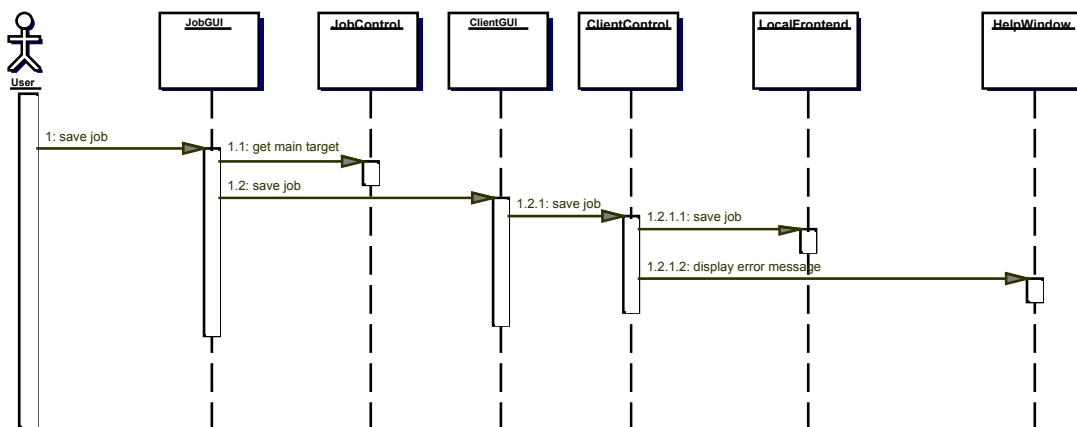 JobGUI
JobControl
ClientGUI
ClientControl
LocalFrontend
HelpWindow
User
1: save job
1.1: get main target
1.2: save job
1.2.1: save job
1.2.1.1: save job
1.2.1.2: display error message